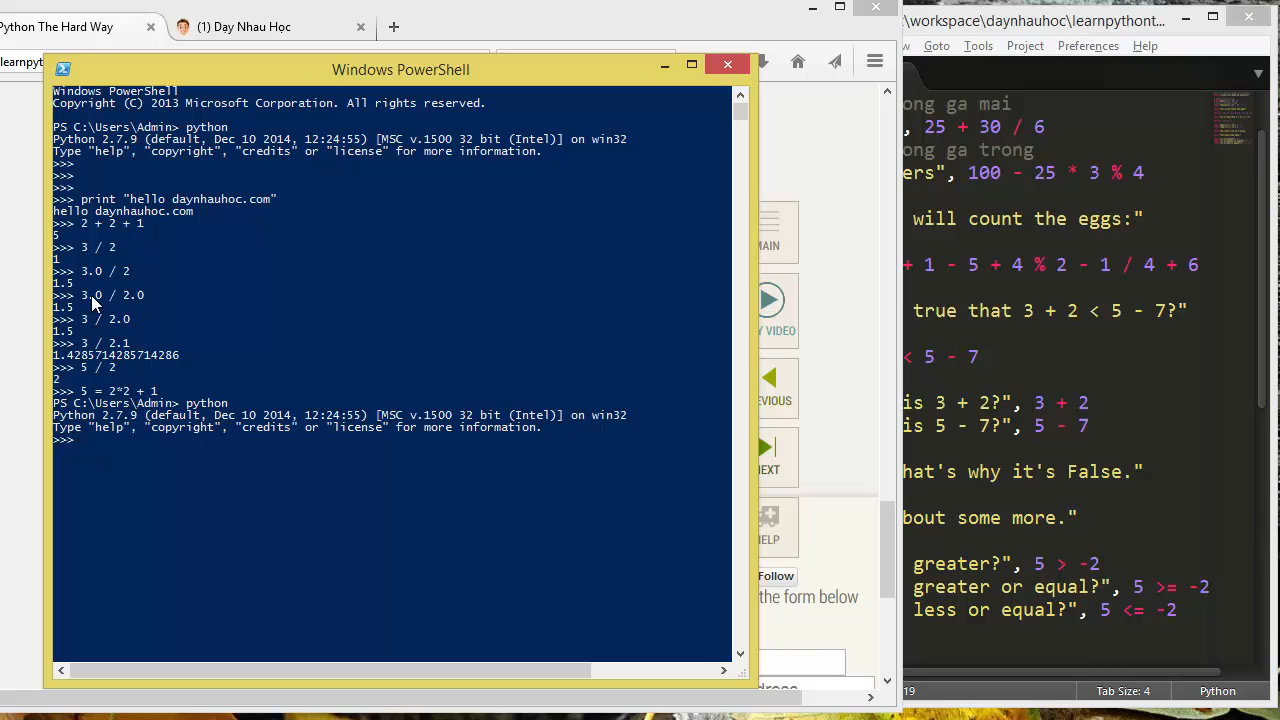 Python The Hard Way
(1) Dạy Nhau Học
\workspace\daynhauhoc\learnpythont...
learnpyt
Goto Tools Project Preferences Help
Windows PowerShell
Windows PowerShell
Copyright (C) 2013 Microsoft Corporation. All rights reserved.
PS C:\Users\Admin> python
Python 2.7.9 (default, Dec 10 2014, 12:24:55) [MSC v.1500 32 bit (Intel)] on win32
Type "help", "copyright", "credits" or "license" for more information.
>>>
>>>
>>> print "hello daynhauhoc.com"
hello daynhauhoc.com
>>> 2 + 2 + 1
5
>>> 3 / 2
1
>>> 3.0 / 2
1.5
>>> 3.0 / 2.0
1.5
>>> 3 / 2.0
1.5
>>> 3 / 2.1
1.4285714285714286
>>> 5 / 2
2
>>> 5 = 2*2 + 1
PS C:\Users\Admin> python
Python 2.7.9 (default, Dec 10 2014, 12:24:55) [MSC v.1500 32 bit (Intel)] on win32
Type "help", "copyright", "credits" or "license" for more information.
>>>
MAIN
Y VIDEO
EVIOUS
NEXT
HELP
Follow
the form below
ong ga mai
, 25 + 30 / 6
ong ga trong
ers", 100 - 25 * 3 % 4
will count the eggs:"
+ 1 - 5 + 4 % 2 - 1 / 4 + 6
true that 3 + 2 < 5 - 7?"
< 5 - 7
is 3 + 2?", 3 + 2
is 5 - 7?", 5 - 7
hat's why it's False."
bout some more."
greater?", 5 > -2
greater or equal?", 5 >= -2
less or equal?", 5 <= -2
19
Tab Size: 4
Python